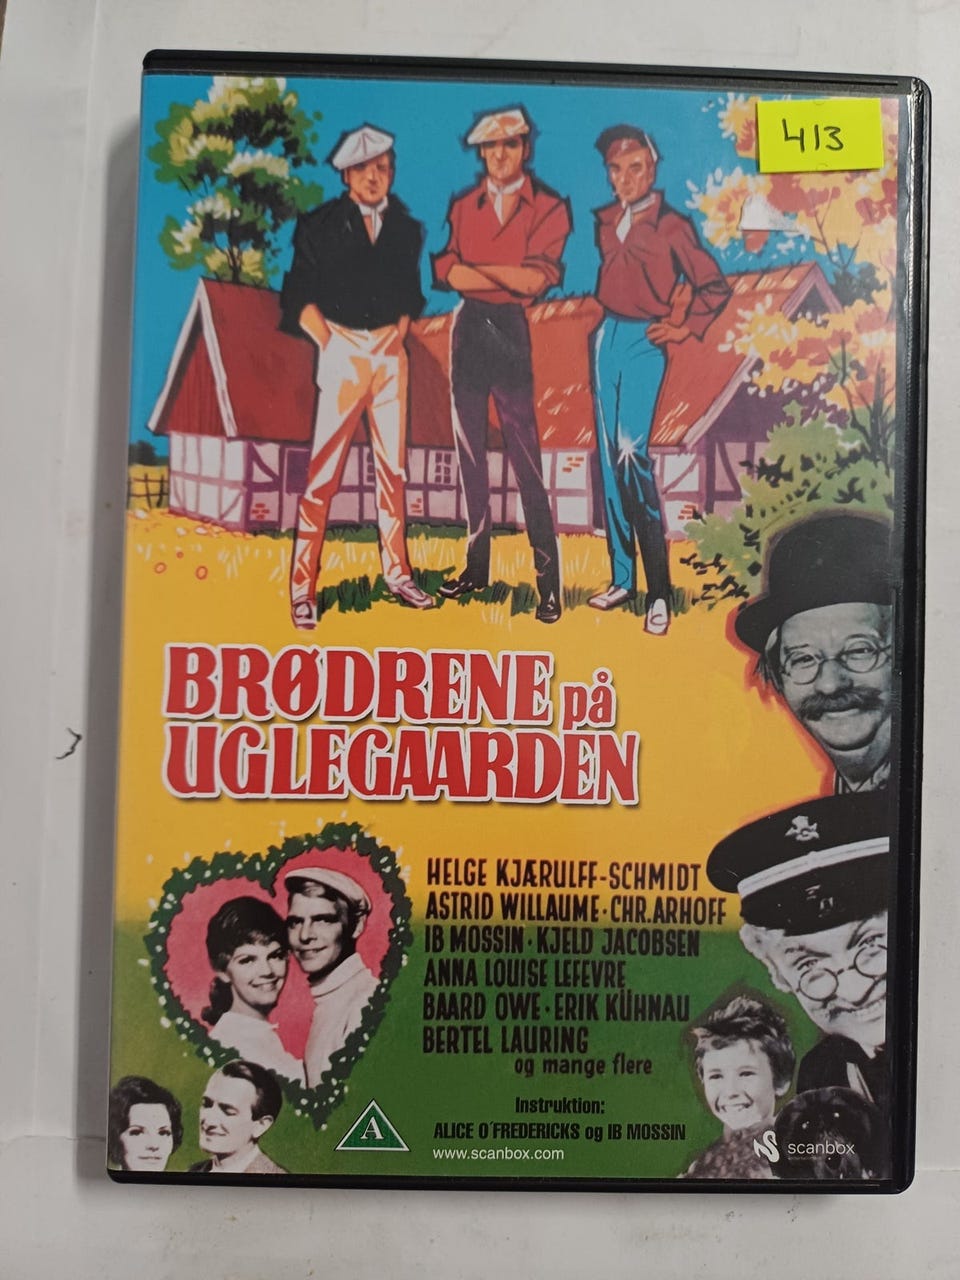 413
BRØDRENE på
UGLEGAARDEN
HELGE KJÆRULFF-SCHMIDT
ASTRID WILLAUME · CHR. ARHOFF
IB MOSSIN · KJELD JACOBSEN
ANNA LOUISE LEFEVRE
BAARD OWE · ERIK KÜHNAU
BERTEL LAURING
og mange flere
Instruktion:
ALICE O´FREDERICKS og IB MOSSIN
www.scanbox.com
A
scanbox